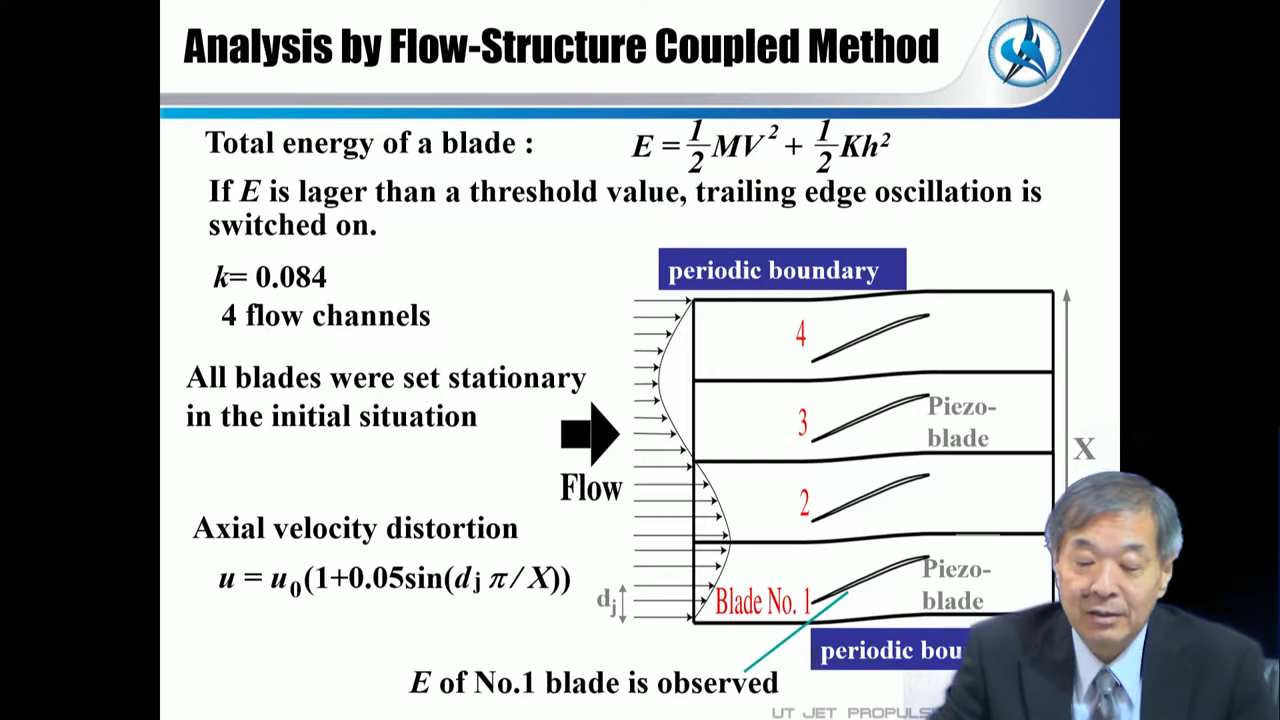 Analysis by Flow-Structure Coupled Method
Total energy of a blade : E = 1/2 MV² + 1/2 Kh²
If E is lager than a threshold value, trailing edge oscillation is
switched on.
k= 0.084
4 flow channels
All blades were set stationary
in the initial situation
Flow
Axial velocity distortion
u = u₀(1+0.05sin(dⱼ π/X))
periodic boundary
4
3
Piezo-
blade
X
2
Piezo-
blade
dⱼ
Blade No. 1
periodic bou
E of No.1 blade is observed
UT JET PROPULS